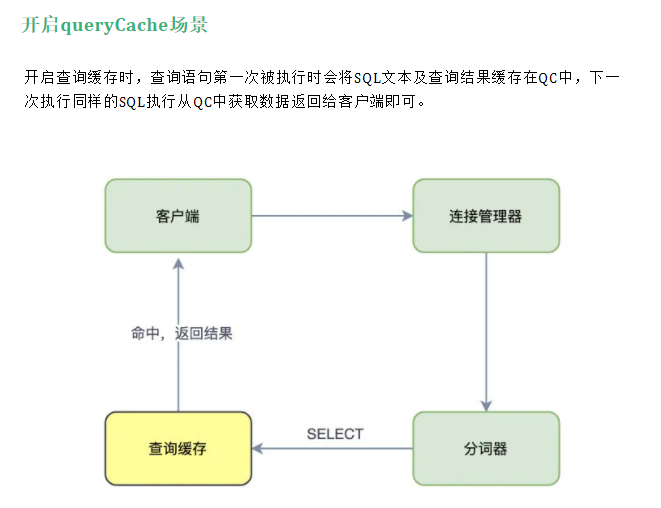 开启queryCache场景
开启查询缓存时，查询语句第一次被执行时会将SQL文本及查询结果缓存在QC中，下一
次执行同样的SQL执行从QC中获取数据返回给客户端即可。
客户端
连接管理器
命中，返回结果
SELECT
查询缓存
分词器